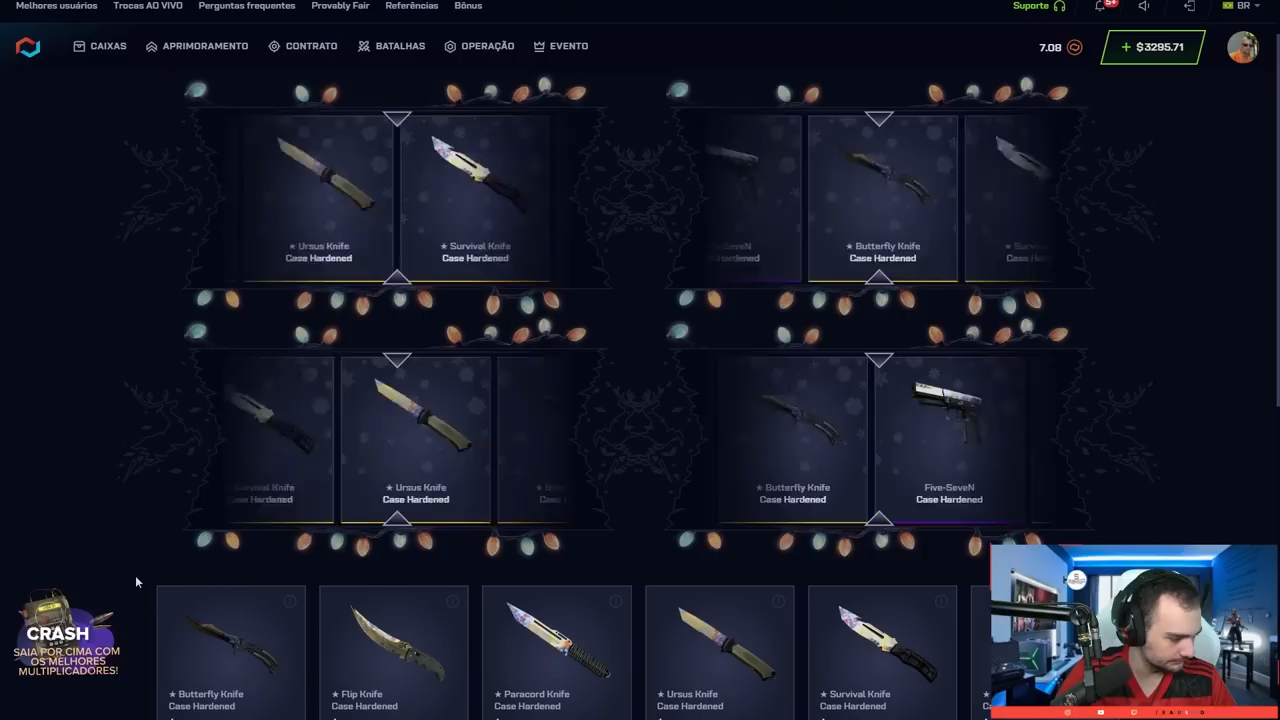 Melhores usuários
Trocas AO VIVO
Perguntas frequentes
Provably Fair
Referências
Bônus
Suporte
5+
BR
CAIXAS
APRIMORAMENTO
CONTRATO
BATALHAS
OPERAÇÃO
EVENTO
7.08
+ $3295.71
★ Ursus Knife
Case Hardened
★ Survival Knife
Case Hardened
★ Butterfly Knife
Case Hardened
★ Ursus Knife
Case Hardened
★ Butterfly Knife
Case Hardened
Five-SeveN
Case Hardened
CRASH
SAIA POR CIMA COM
OS MELHORES
MULTIPLICADORES!
★ Butterfly Knife
Case Hardened
★ Flip Knife
Case Hardened
★ Paracord Knife
Case Hardened
★ Ursus Knife
Case Hardened
★ Survival Knife
Case Hardened